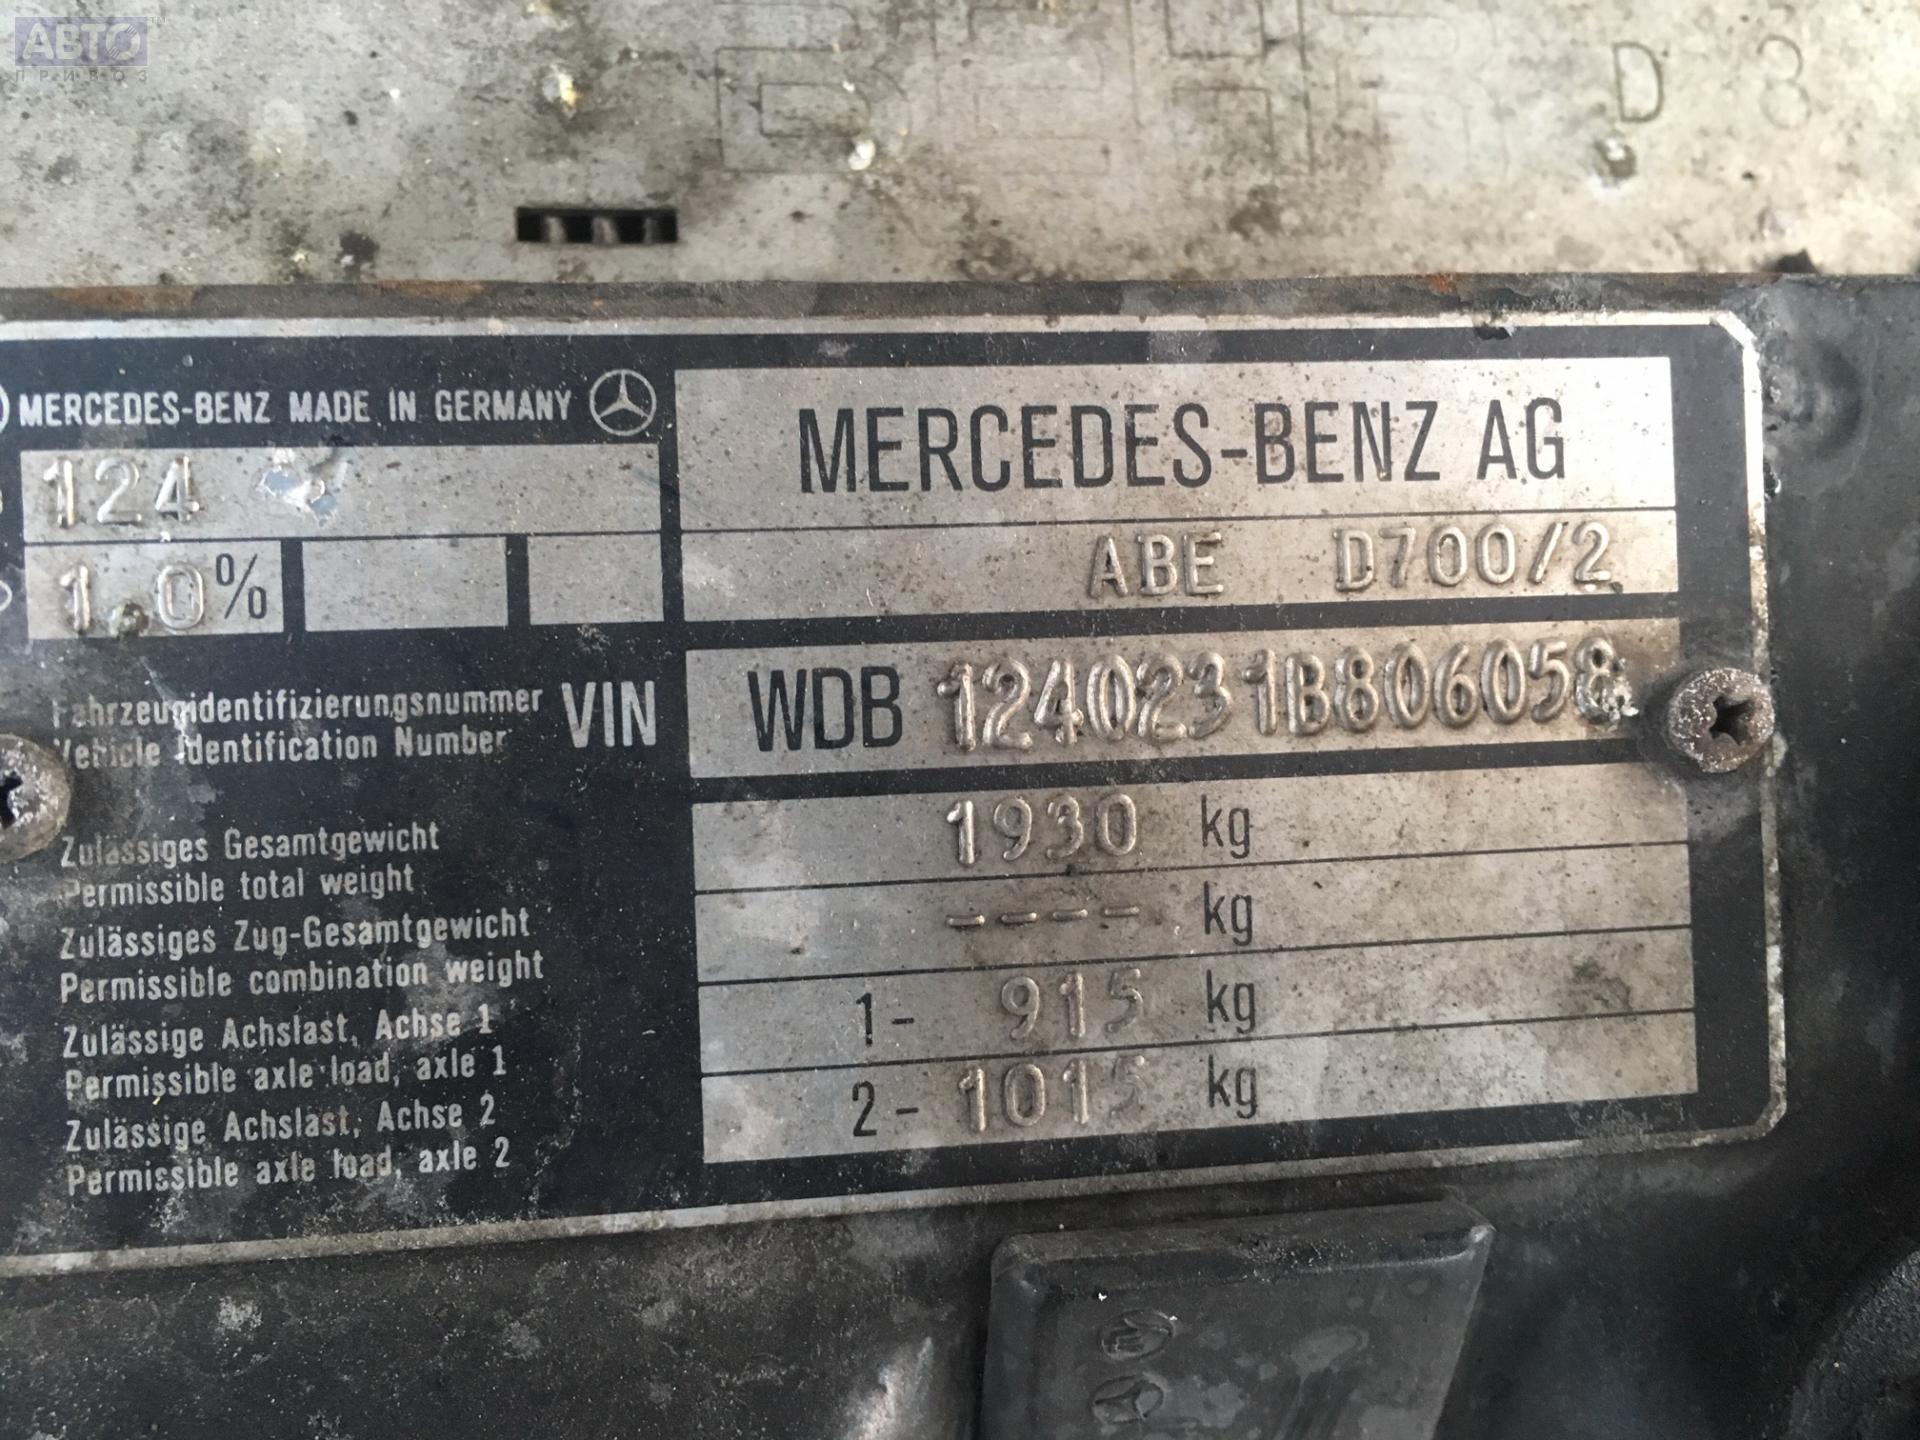 АВТО
ПРИВОЗ
D 3
MERCEDES-BENZ MADE IN GERMANY
MERCEDES-BENZ AG
124
1.0%
ABE D700/2
Fahrzeugidentifizierungsnummer
Vehicle Identification Number
VIN
WDB 1240231B806058
Zulässiges Gesamtgewicht
Permissible total weight
1930 kg
Zulässiges Zug-Gesamtgewicht
Permissible combination weight
---- kg
Zulässige Achslast, Achse 1
Permissible axle load, axle 1
1- 915 kg
Zulässige Achslast, Achse 2
Permissible axle load, axle 2
2- 1015 kg